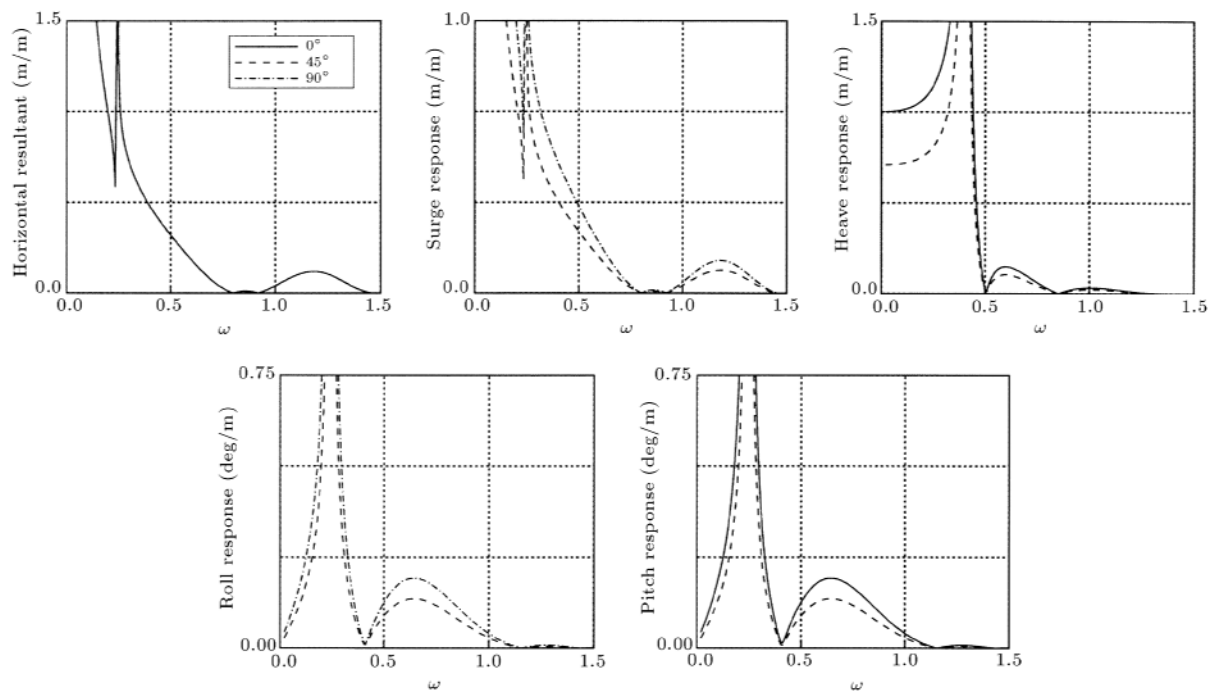 Horizontal resultant (m/m)
1.5
0.0
0°
45°
90°
0.0 0.5 1.0 1.5
ω
Surge response (m/m)
1.0
0.0
0.0 0.5 1.0 1.5
ω
Heave response (m/m)
1.5
0.0
0.0 0.5 1.0 1.5
ω
Roll response (deg/m)
0.75
0.00
0.0 0.5 1.0 1.5
ω
Pitch response (deg/m)
0.75
0.00
0.0 0.5 1.0 1.5
ω